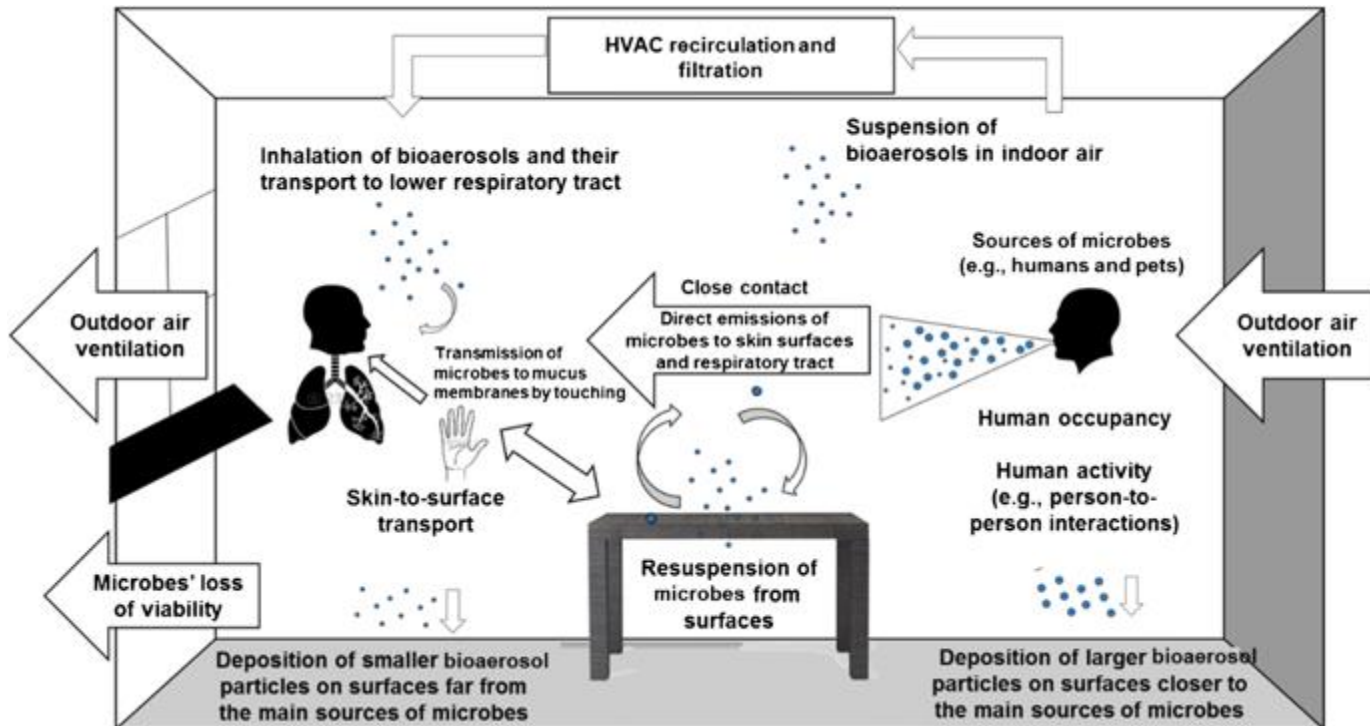 HVAC recirculation and
filtration
Suspension of
bioaerosols in indoor air
Inhalation of bioaerosols and their
transport to lower respiratory tract
Sources of microbes
(e.g., humans and pets)
Close contact
Direct emissions of
microbes to skin surfaces
and respiratory tract
Outdoor air
ventilation
Outdoor air
ventilation
Transmission of
microbes to mucus
membranes by touching
Human occupancy
Human activity
(e.g., person-to-
person interactions)
Skin-to-surface
transport
Resuspension of
microbes from
surfaces
Microbes’ loss
of viability
Deposition of smaller bioaerosol
particles on surfaces far from
the main sources of microbes
Deposition of larger bioaerosol
particles on surfaces closer to
the main sources of microbes